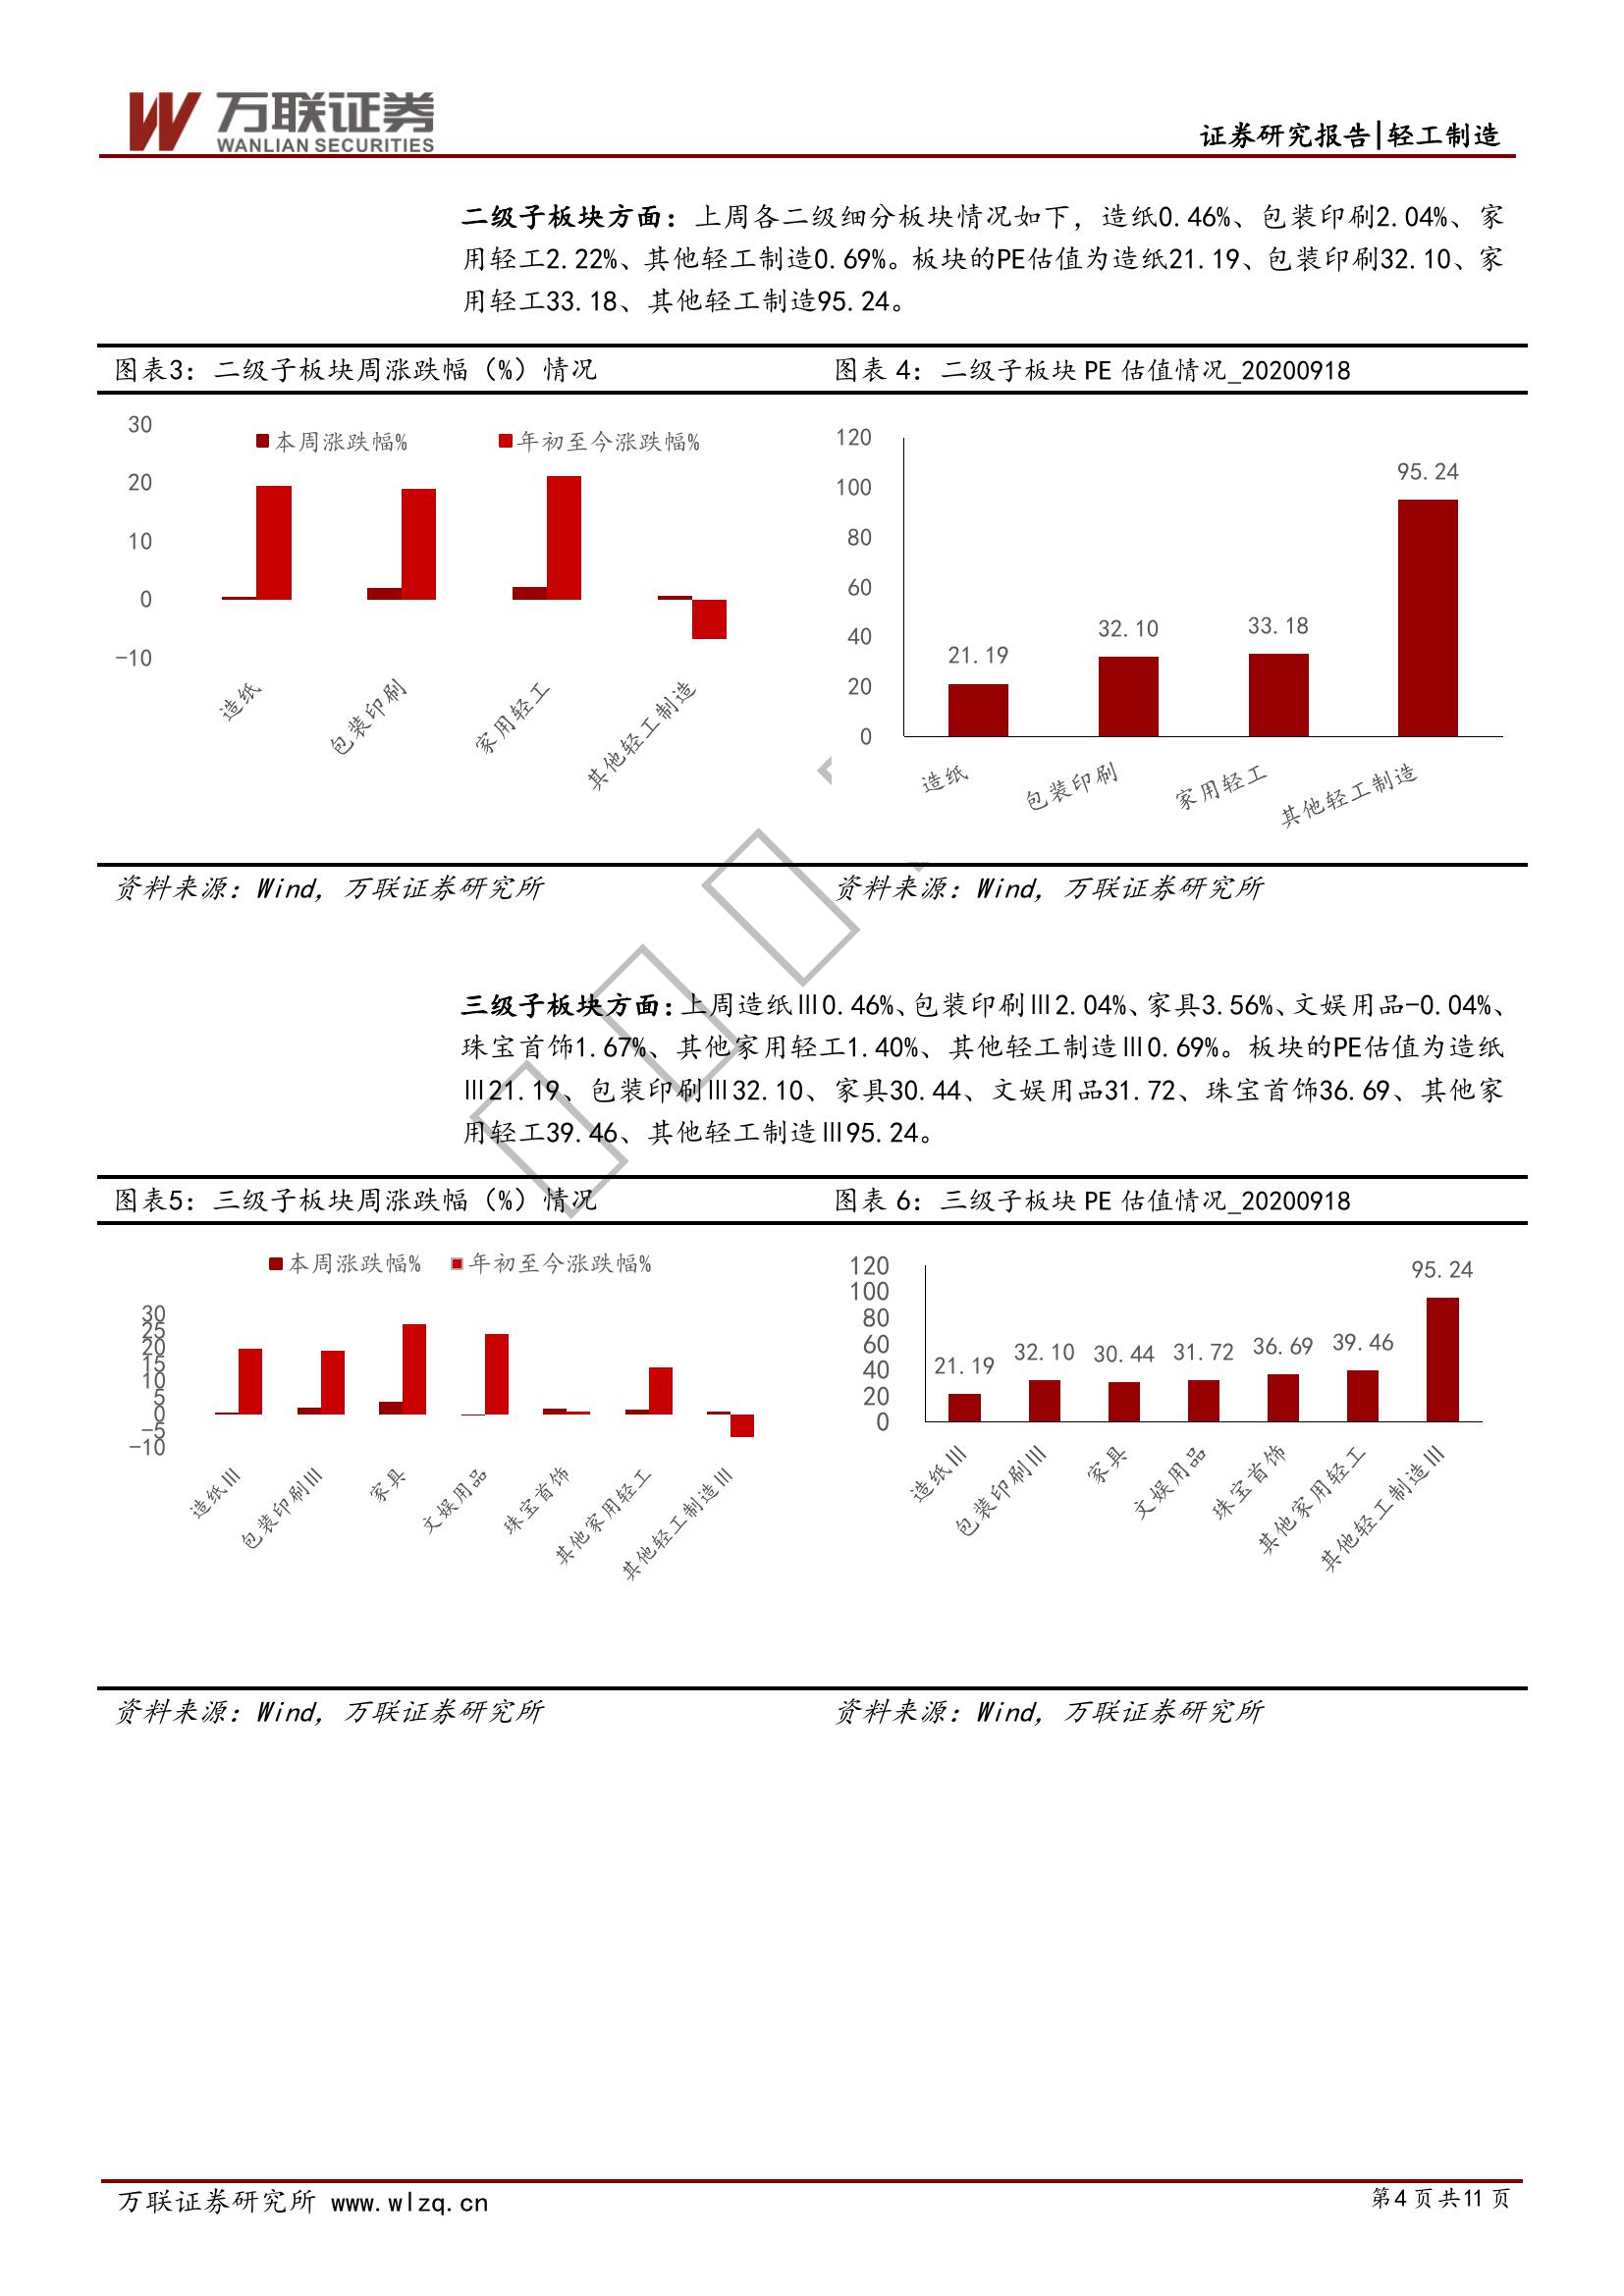 万联证券
WANLIAN SECURITIES
证券研究报告|轻工制造
二级子板块方面：上周各二级细分板块情况如下，造纸0.46%、包装印刷2.04%、家
用轻工2.22%、其他轻工制造0.69%。板块的PE估值为造纸21.19、包装印刷32.10、家
用轻工33.18、其他轻工制造95.24。
图表3：二级子板块周涨跌幅（%）情况
图表 4：二级子板块 PE 估值情况_20200918
本周涨跌幅% 年初至今涨跌幅%
30
20
10
0
-10
造纸 包装印刷 家用轻工 其他轻工制造
120
100
80
60
40
20
0
21.19 32.10 33.18 95.24
造纸 包装印刷 家用轻工 其他轻工制造
资料来源：Wind，万联证券研究所
资料来源：Wind，万联证券研究所
三级子板块方面：上周造纸Ⅲ0.46%、包装印刷Ⅲ2.04%、家具3.56%、文娱用品-0.04%、
珠宝首饰1.67%、其他家用轻工1.40%、其他轻工制造Ⅲ0.69%。板块的PE估值为造纸
Ⅲ21.19、包装印刷Ⅲ32.10、家具30.44、文娱用品31.72、珠宝首饰36.69、其他家
用轻工39.46、其他轻工制造Ⅲ95.24。
图表5：三级子板块周涨跌幅（%）情况
图表 6：三级子板块 PE 估值情况_20200918
本周涨跌幅% 年初至今涨跌幅%
30
25
20
15
10
5
0
-5
-10
造纸Ⅲ 包装印刷Ⅲ 家具 文娱用品 珠宝首饰 其他家用轻工 其他轻工制造Ⅲ
120
100
80
60
40
20
0
21.19 32.10 30.44 31.72 36.69 39.46 95.24
造纸Ⅲ 包装印刷Ⅲ 家具 文娱用品 珠宝首饰 其他家用轻工 其他轻工制造Ⅲ
资料来源：Wind，万联证券研究所
资料来源：Wind，万联证券研究所
万联证券研究所 www.wlzq.cn
第 4 页 共 11 页